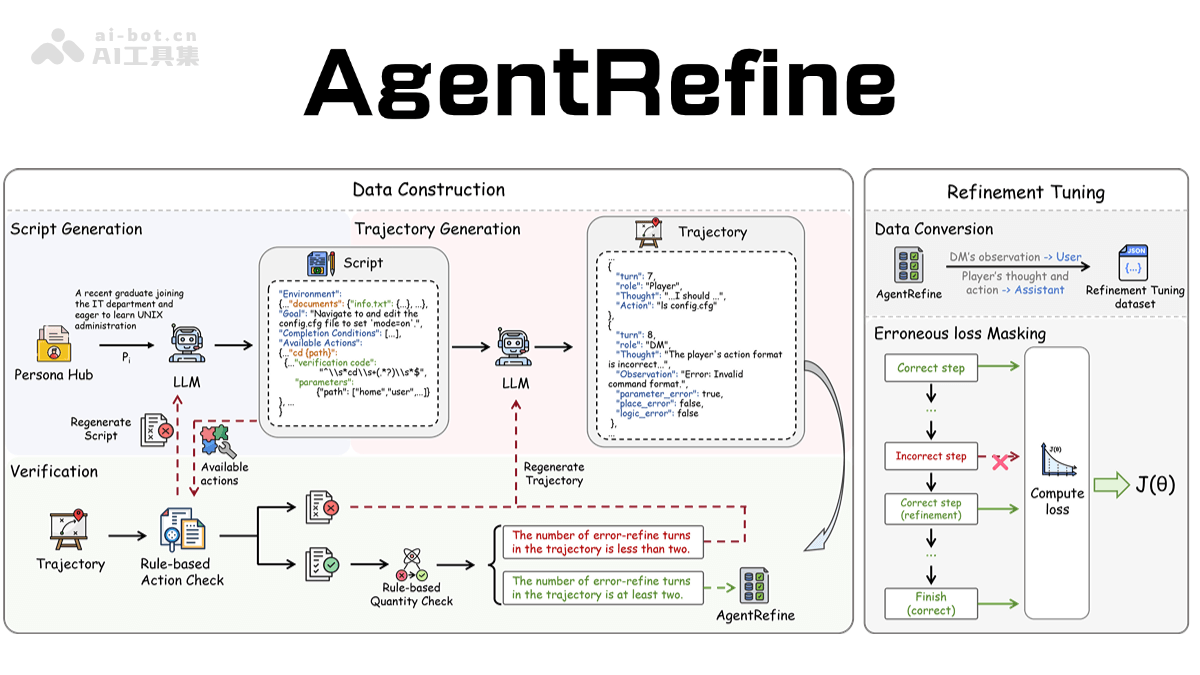 ai-bot.cn
AI工具集
AgentRefine
Data Construction
Script Generation
A recent graduate joining
the IT department and
eager to learn UNIX
administration
Pi
Persona Hub
LLM
Script
"Environment":
{..."documents": {"info.txt": {...}, ...},
"Goal": "Navigate to and edit the
config.cfg file to set 'mode=on'.",
"Completion Conditions": [...],
"Available Actions":
{..."cd {path}":
{..."verification code":
"^\\s*cd\\s+(.*?)\\s*$",
"parameters":
{"path": ["home","user",...]}
}, ...
}
Trajectory Generation
LLM
Trajectory
...
{
"turn": 7,
"role": "Player",
"Thought": "...I should ...",
"Action": "ls config.cfg"
},
{
"turn": 8,
"role": "DM",
"Thought": "The player's action format
is incorrect...",
"Observation": "Error: Invalid
command format.",
"parameter_error": true,
"place_error": false,
"logic_error": false
},
...
Regenerate
Script
Available
actions
Regenerate
Trajectory
Verification
Trajectory
Rule-based
Action Check
Rule-based
Quantity Check
The number of error-refine turns
in the trajectory is less than two.
The number of error-refine turns
in the trajectory is at least two.
AgentRefine
Refinement Tuning
Data Conversion
AgentRefine
DM's observation -> User
Player's thought and
action -> Assistant
JSON
{...}
Refinement Tuning
dataset
Erroneous loss Masking
Correct step
...
Incorrect step
Correct step
(refinement)
...
Finish
(correct)
J(θ)
Compute
loss
J(θ)